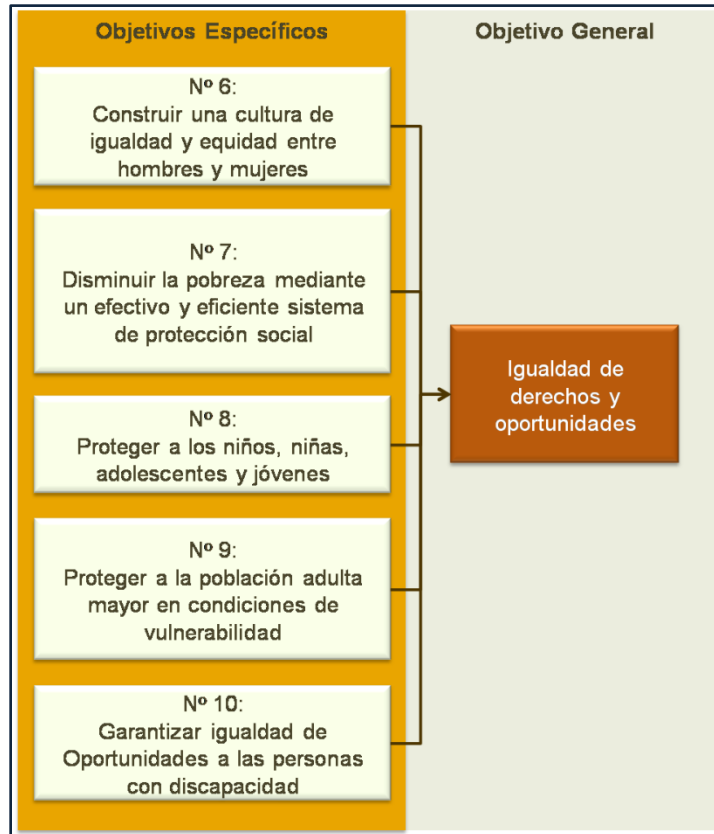 Objetivos Específicos
Objetivo General
Nº 6:
Construir una cultura de
igualdad y equidad entre
hombres y mujeres
Nº 7:
Disminuir la pobreza mediante
un efectivo y eficiente sistema
de protección social
Nº 8:
Proteger a los niños, niñas,
adolescentes y jóvenes
Nº 9:
Proteger a la población adulta
mayor en condiciones de
vulnerabilidad
Nº 10:
Garantizar igualdad de
Oportunidades a las personas
con discapacidad
Igualdad de
derechos y
oportunidades